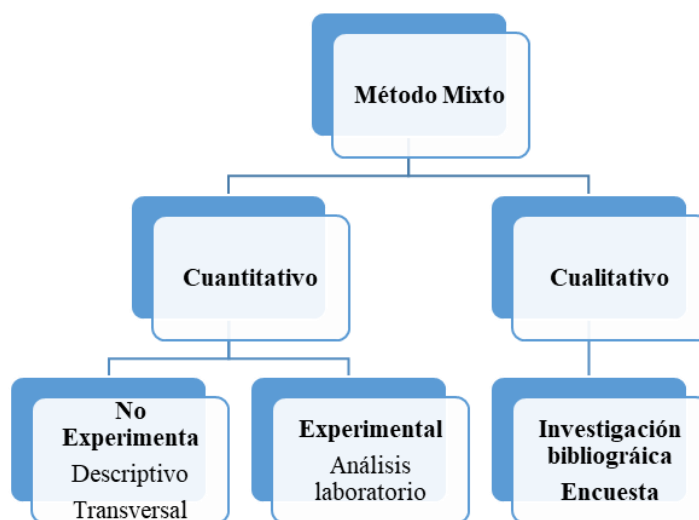 Método Mixto
Cuantitativo
Cualitativo
No
Experimenta
Descriptivo
Transversal
Experimental
Análisis
laboratorio
Investigación
bibliográica
Encuesta